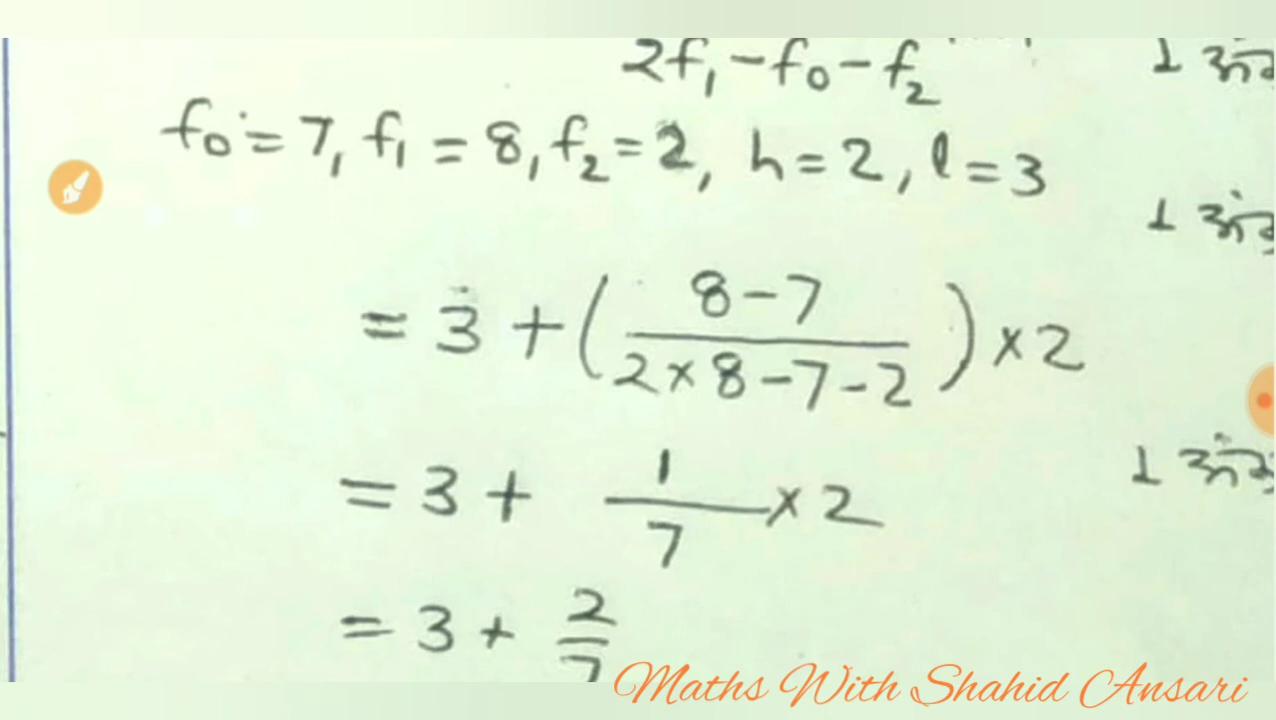 2f₁-f₀-f₂
f₀ = 7, f₁ = 8, f₂ = 2, h = 2, l = 3
= 3 + ( 8-7 / 2×8-7-2 ) × 2
= 3 + 1/7 × 2
= 3 + 2/7
Maths With Shahid Ansari